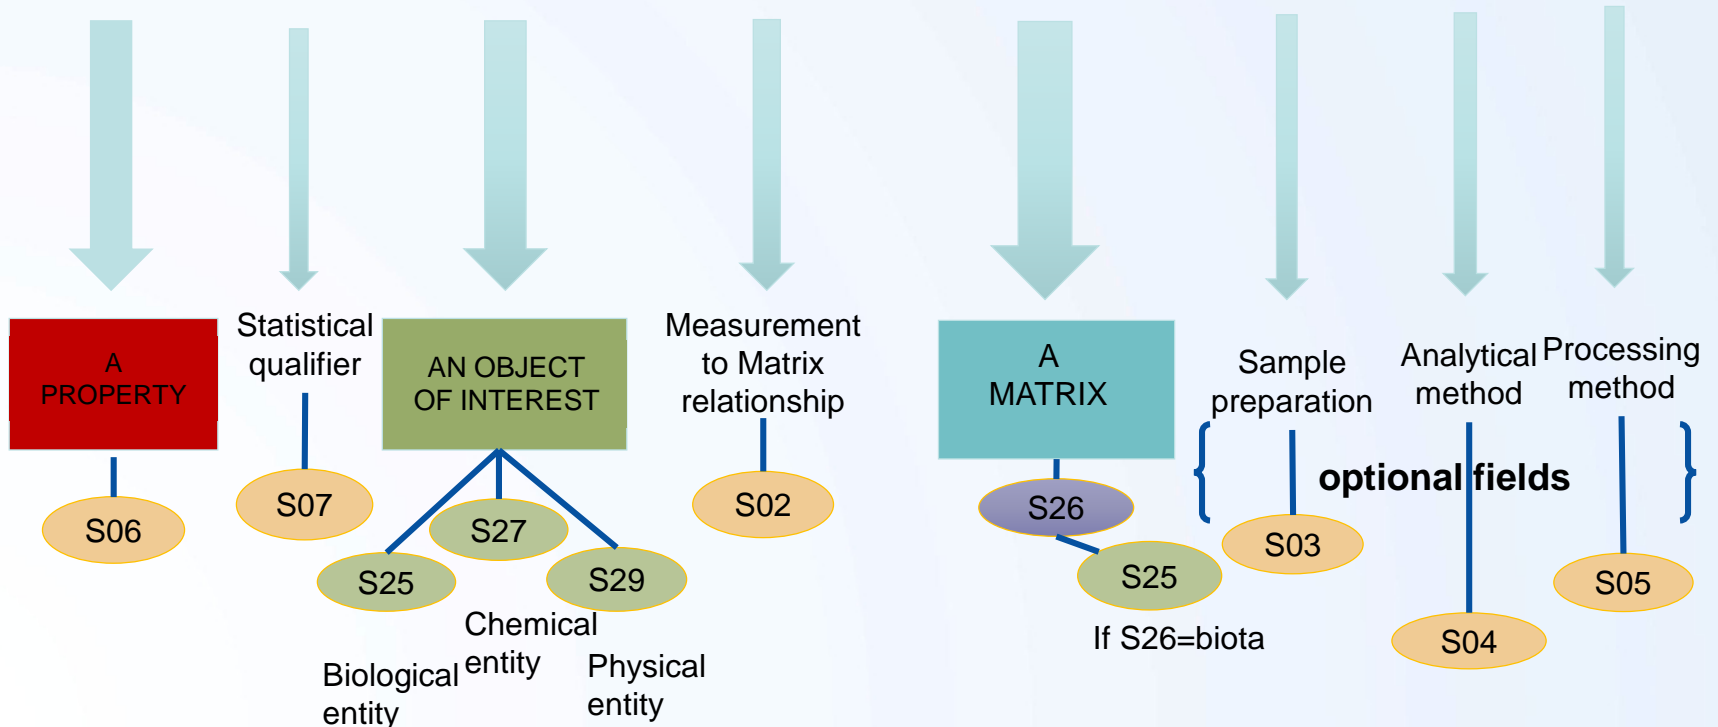 A
PROPERTY
S06
Statistical
qualifier
S07
AN OBJECT
OF INTEREST
S27
S25
S29
Chemical
entity
Biological
entity
Physical
entity
Measurement
to Matrix
relationship
S02
A
MATRIX
S26
S25
If S26=biota
Sample
preparation
S03
Analytical
method
S04
Processing
method
S05
optional fields